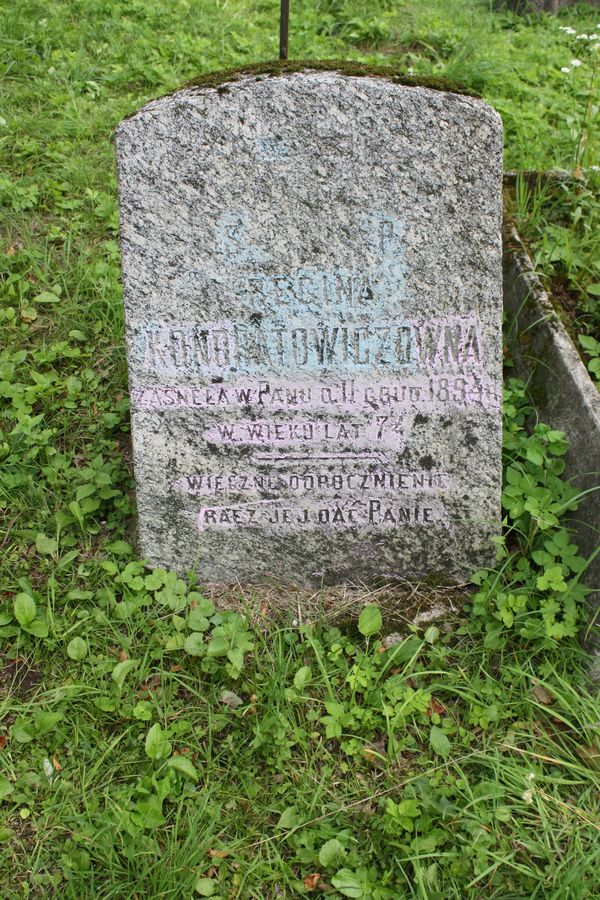 Ś P
REGINA
KONDRATOWICZÓWNA
ZASNĘŁA W PANU D. 11 GRUD. 1894 R
W WIEKU LAT 74
WIECZNE ODPOCZNIENIE
RACZ JEJ DAĆ PANIE